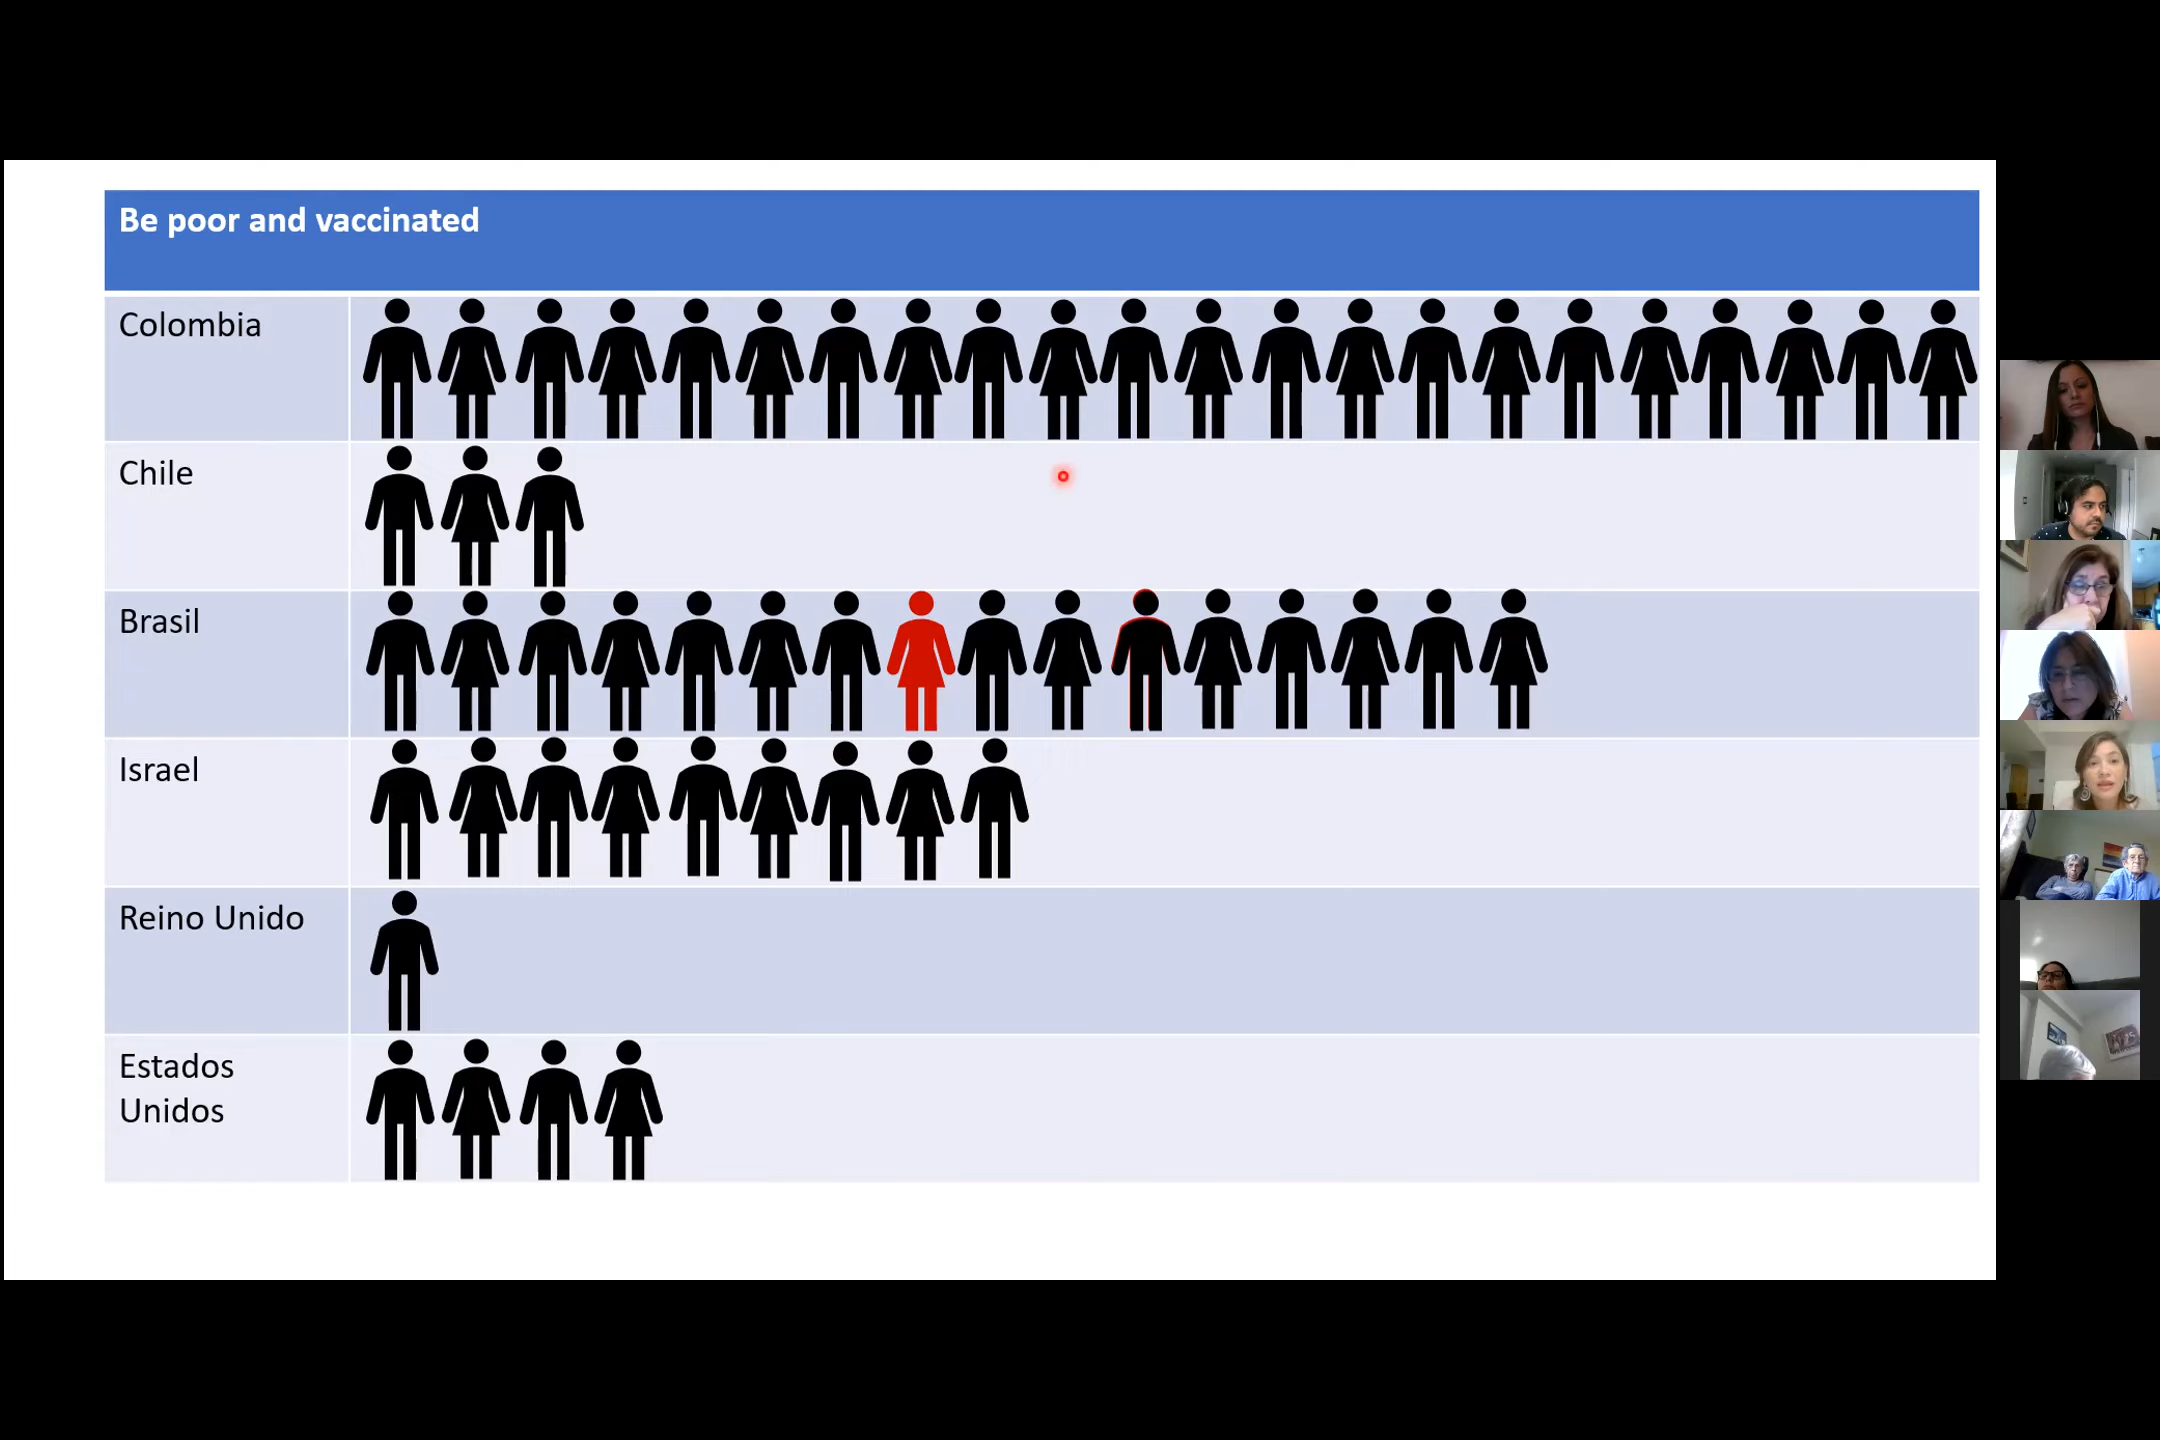 Be poor and vaccinated
Colombia
Chile
Brasil
Israel
Reino Unido
Estados
Unidos